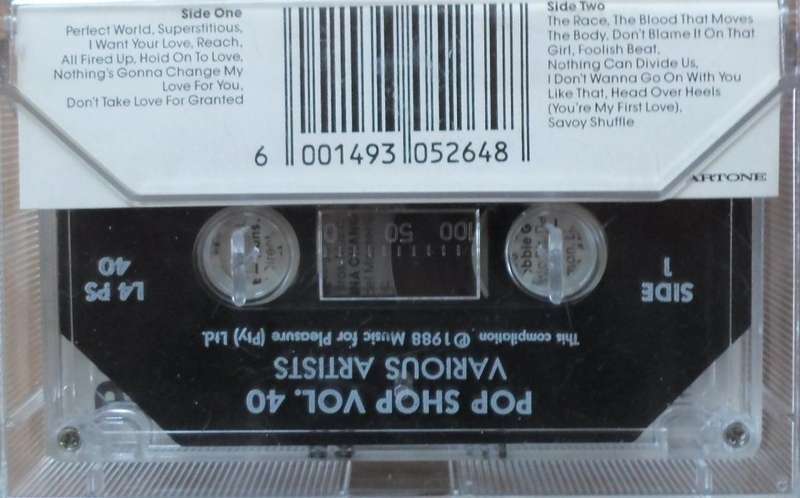 Side One
Perfect World, Superstitious,
I Want Your Love, Reach,
All Fired Up, Hold On To Love,
Nothing's Gonna Change My
Love For You,
Don't Take Love For Granted
6 001493 052648
Side Two
The Race, The Blood That Moves
The Body, Don't Blame It On That
Girl, Foolish Beat,
Nothing Can Divide Us,
I Don't Wanna Go On With You
Like That, Head Over Heels
(You're My First Love),
Savoy Shuffle
ARTONE
POP SHOP VOL. 40
VARIOUS ARTISTS
This compilation ℗ 1988 Music for Pleasure (Pty) Ltd.
SIDE
1
L4 PS
40
100 50 0